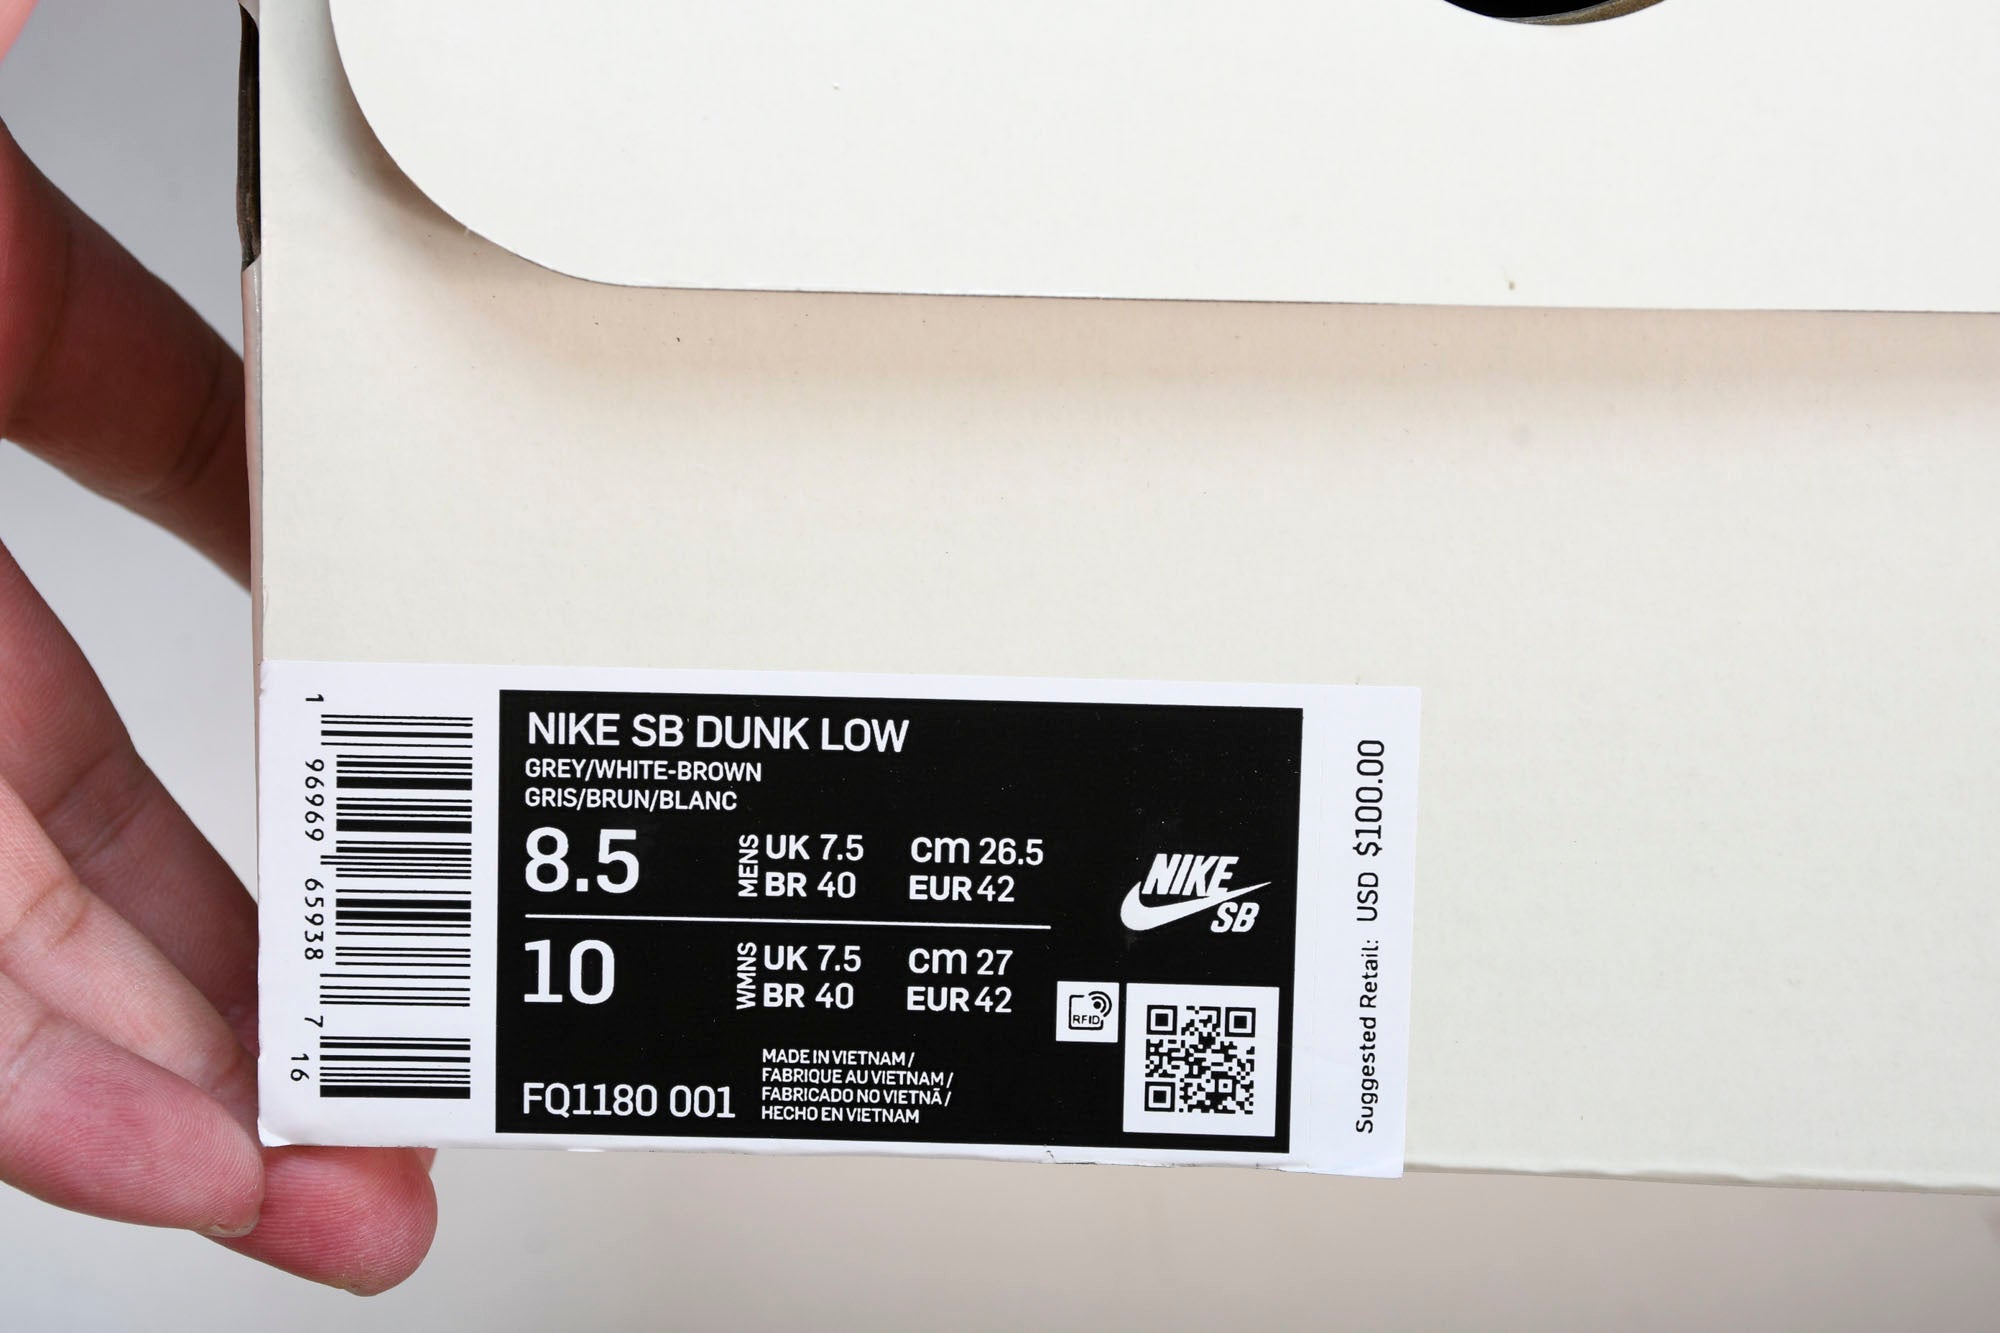 1 96969 65938 7 16
NIKE SB DUNK LOW
GREY/WHITE-BROWN
GRIS/BRUN/BLANC
8.5 MENS UK 7.5 cm 26.5
BR 40 EUR 42
10 WMNS UK 7.5 cm 27
BR 40 EUR 42
FQ1180 001
MADE IN VIETNAM /
FABRIQUE AU VIETNAM /
FABRICADO NO VIETNÃ /
HECHO EN VIETNAM
NIKE
SB
RFID
Suggested Retail: USD $100.00